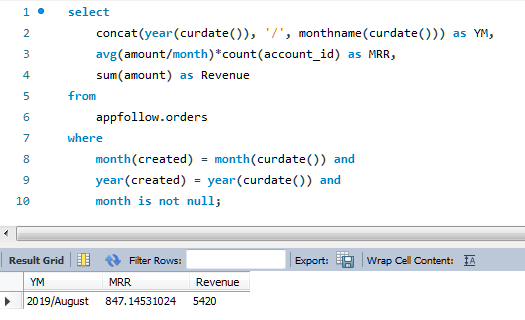 1 select
2 concat(year(curdate()), '/', monthname(curdate())) as YM,
3 avg(amount/month)*count(account_id) as MRR,
4 sum(amount) as Revenue
5 from
6 appfollow.orders
7 where
8 month(created) = month(curdate()) and
9 year(created) = year(curdate()) and
10 month is not null;
Result Grid Filter Rows: Export: Wrap Cell Content:
YM MRR Revenue
2019/August 847.14531024 5420